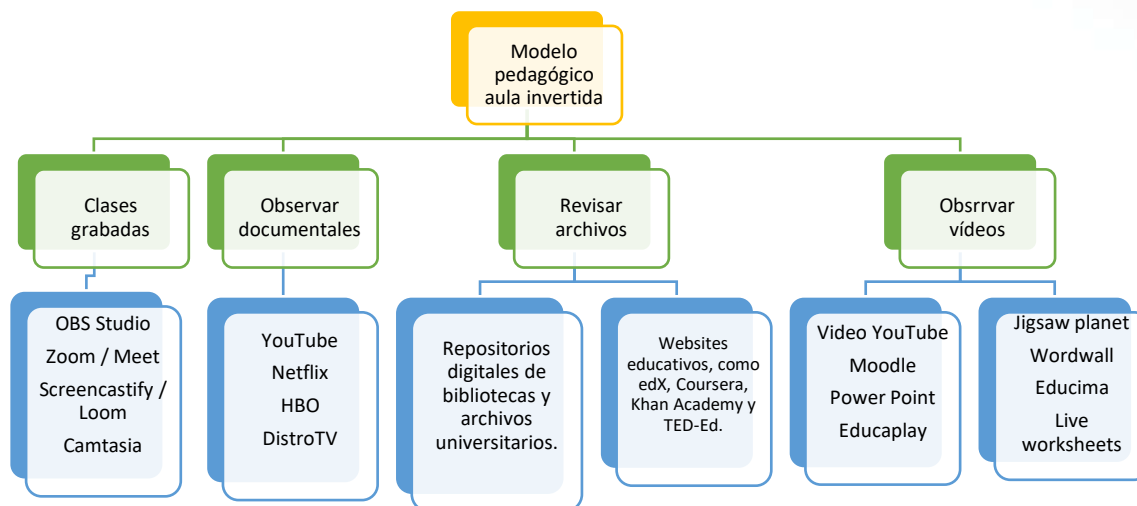 Modelo
pedagógico
aula invertida
Clases
grabadas
Observar
documentales
Revisar
archivos
Obsrrvar
vídeos
OBS Studio
Zoom / Meet
Screencastify /
Loom
Camtasia
YouTube
Netflix
HBO
DistroTV
Repositorios
digitales de
bibliotecas y
archivos
universitarios.
Websites
educativos, como
edX, Coursera,
Khan Academy y
TED-Ed.
Video YouTube
Moodle
Power Point
Educaplay
Jigsaw planet
Wordwall
Educima
Live
worksheets